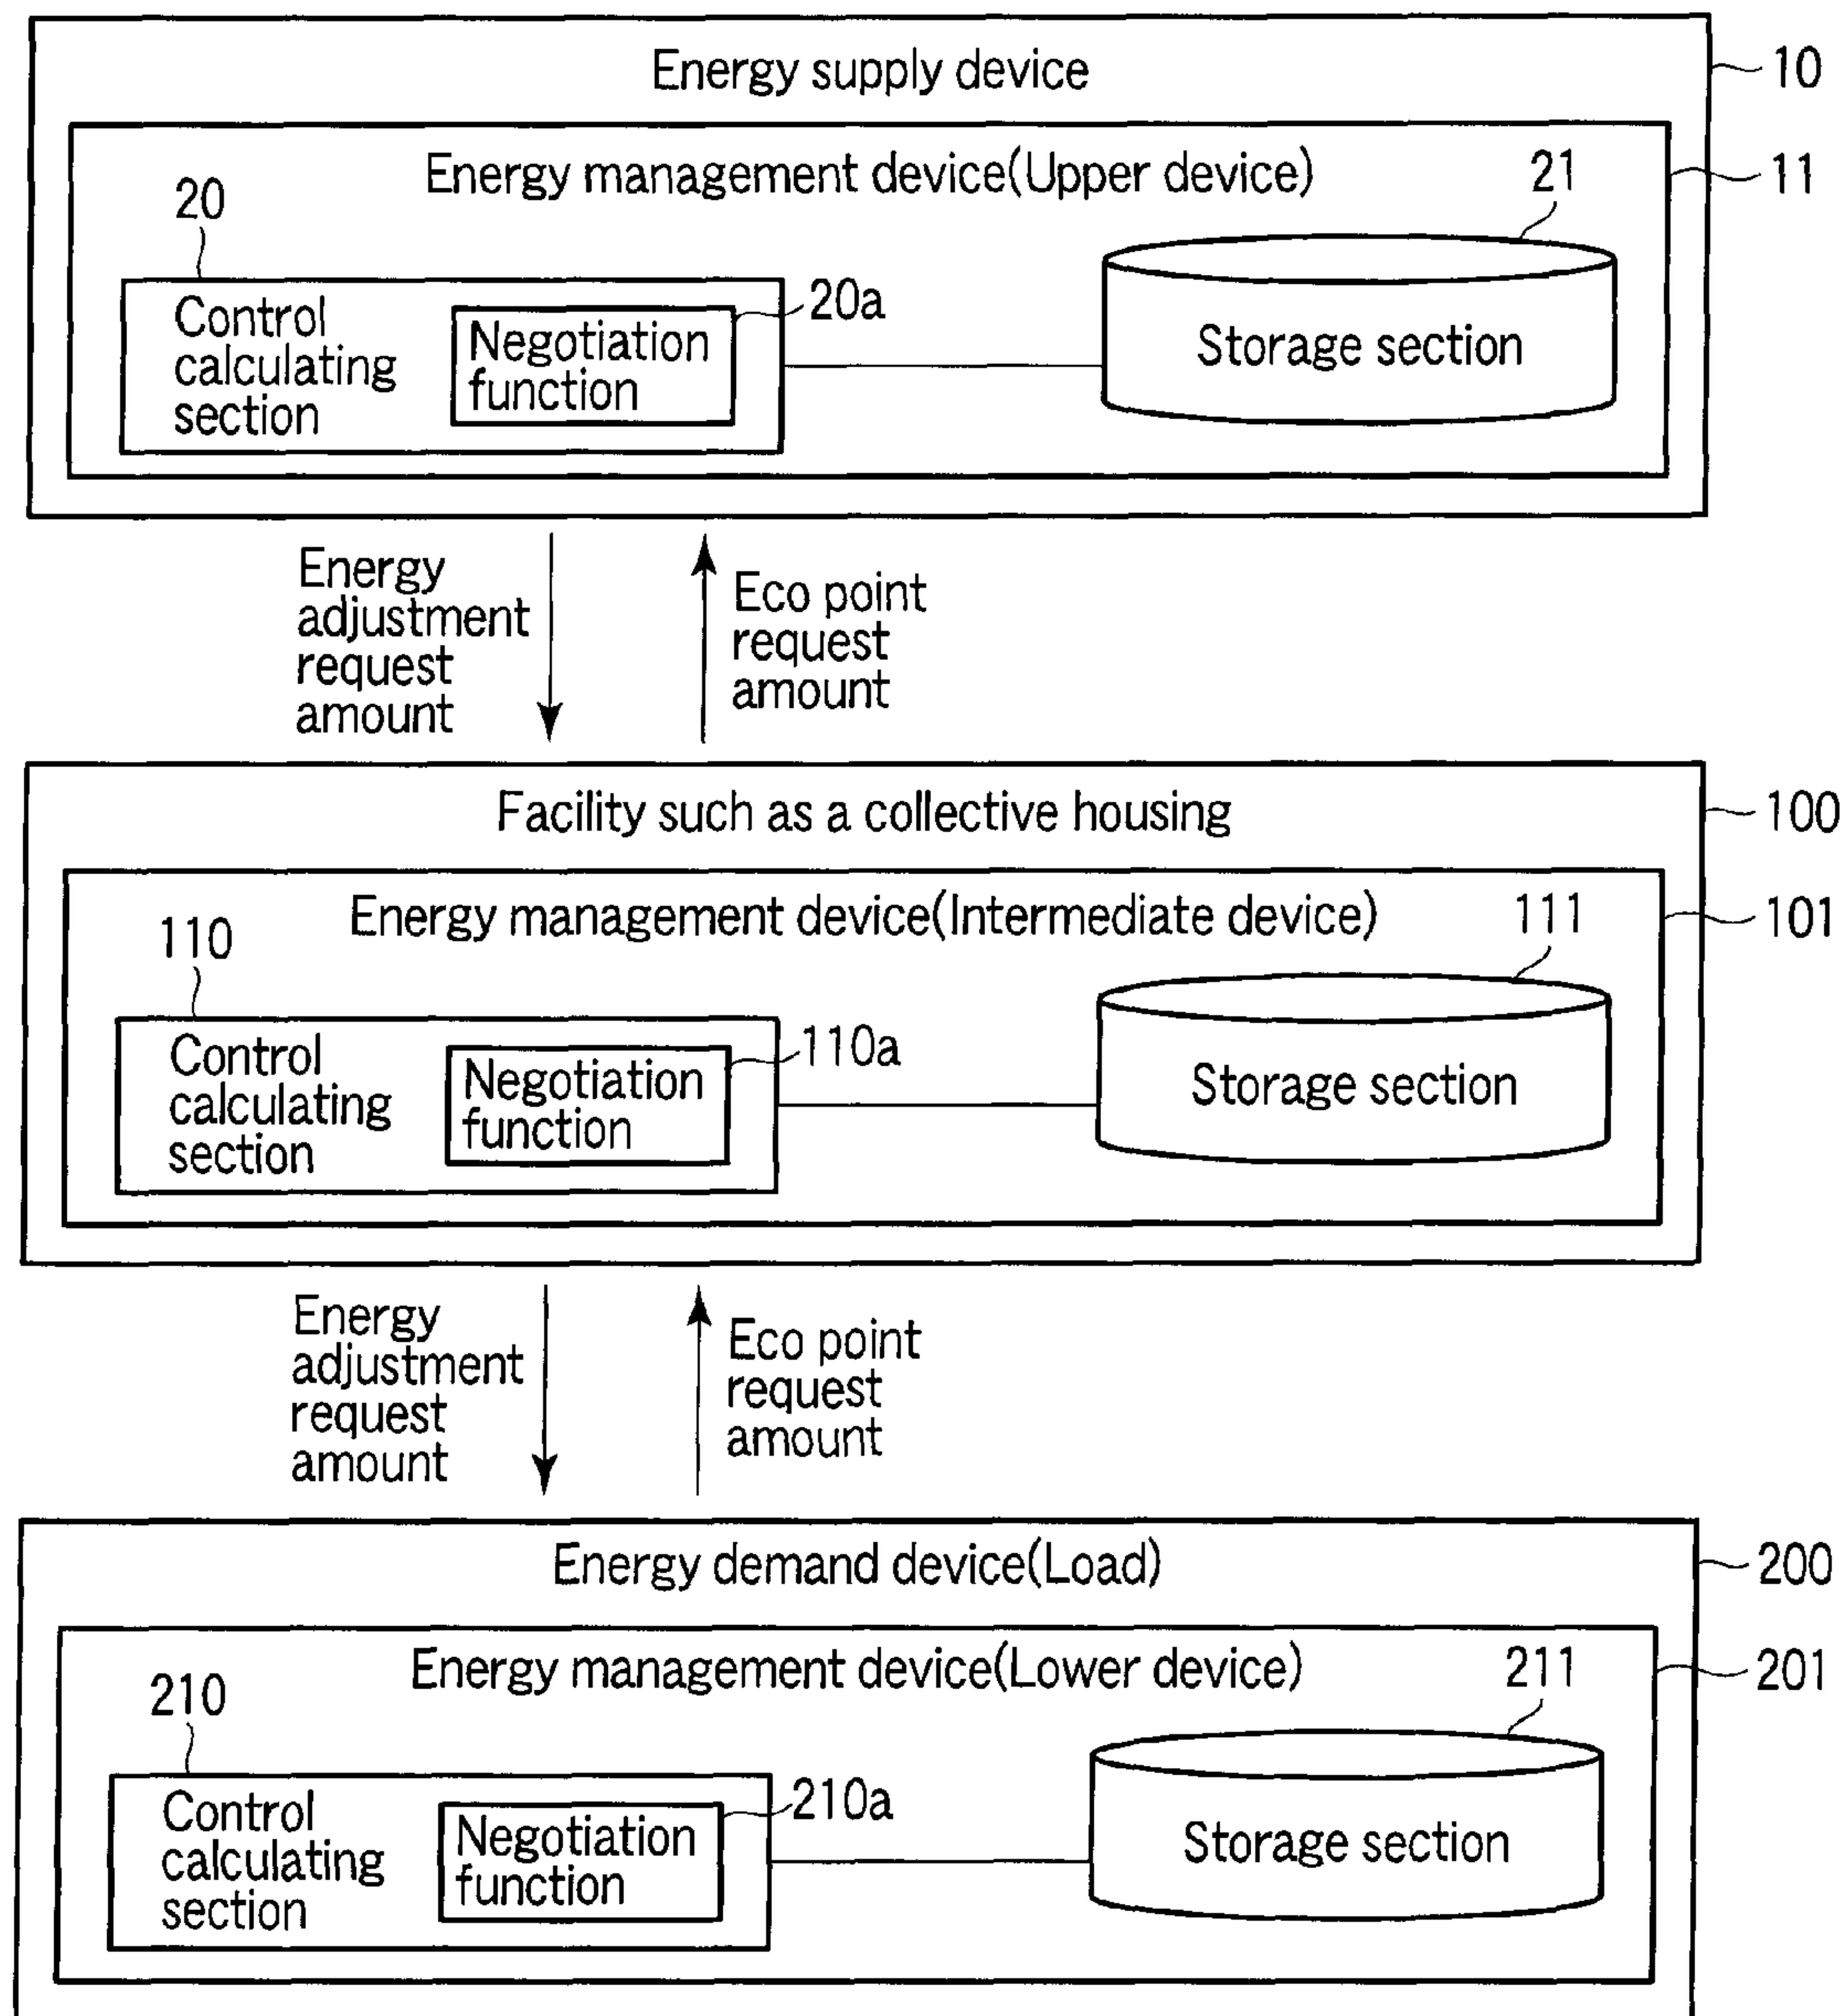 Energy supply device
10
Energy management device(Upper device)
11
20
21
Control
calculating
section
20a
Negotiation
function
Storage section
Energy
adjustment
request
amount
Eco point
request
amount
Facility such as a collective housing
100
Energy management device(Intermediate device)
101
110
111
Control
calculating
section
110a
Negotiation
function
Storage section
Energy
adjustment
request
amount
Eco point
request
amount
Energy demand device(Load)
200
Energy management device(Lower device)
201
210
211
Control
calculating
section
210a
Negotiation
function
Storage section